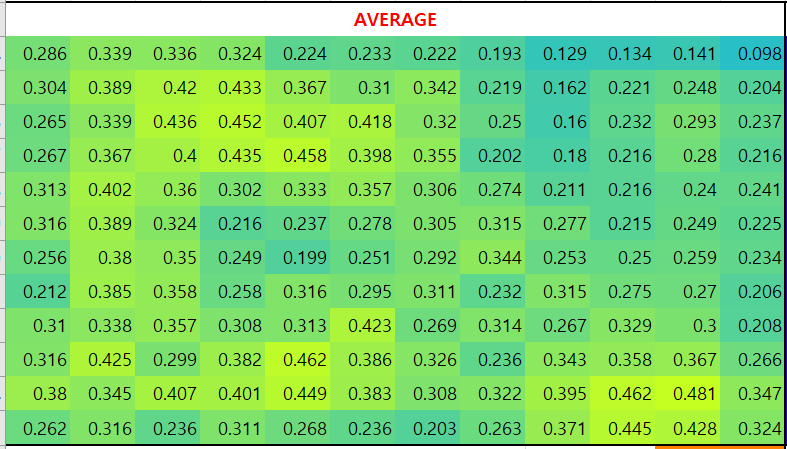 AVERAGE
0.286 0.339 0.336 0.324 0.224 0.233 0.222 0.193 0.129 0.134 0.141 0.098
0.304 0.389 0.42 0.433 0.367 0.31 0.342 0.219 0.162 0.221 0.248 0.204
0.265 0.339 0.436 0.452 0.407 0.418 0.32 0.25 0.16 0.232 0.293 0.237
0.267 0.367 0.4 0.435 0.458 0.398 0.355 0.202 0.18 0.216 0.28 0.216
0.313 0.402 0.36 0.302 0.333 0.357 0.306 0.274 0.211 0.216 0.24 0.241
0.316 0.389 0.324 0.216 0.237 0.278 0.305 0.315 0.277 0.215 0.249 0.225
0.256 0.38 0.35 0.249 0.199 0.251 0.292 0.344 0.253 0.25 0.259 0.234
0.212 0.385 0.358 0.258 0.316 0.295 0.311 0.232 0.315 0.275 0.27 0.206
0.31 0.338 0.357 0.308 0.313 0.423 0.269 0.314 0.267 0.329 0.3 0.208
0.316 0.425 0.299 0.382 0.462 0.386 0.326 0.236 0.343 0.358 0.367 0.266
0.38 0.345 0.407 0.401 0.449 0.383 0.308 0.322 0.395 0.462 0.481 0.347
0.262 0.316 0.236 0.311 0.268 0.236 0.203 0.263 0.371 0.445 0.428 0.324